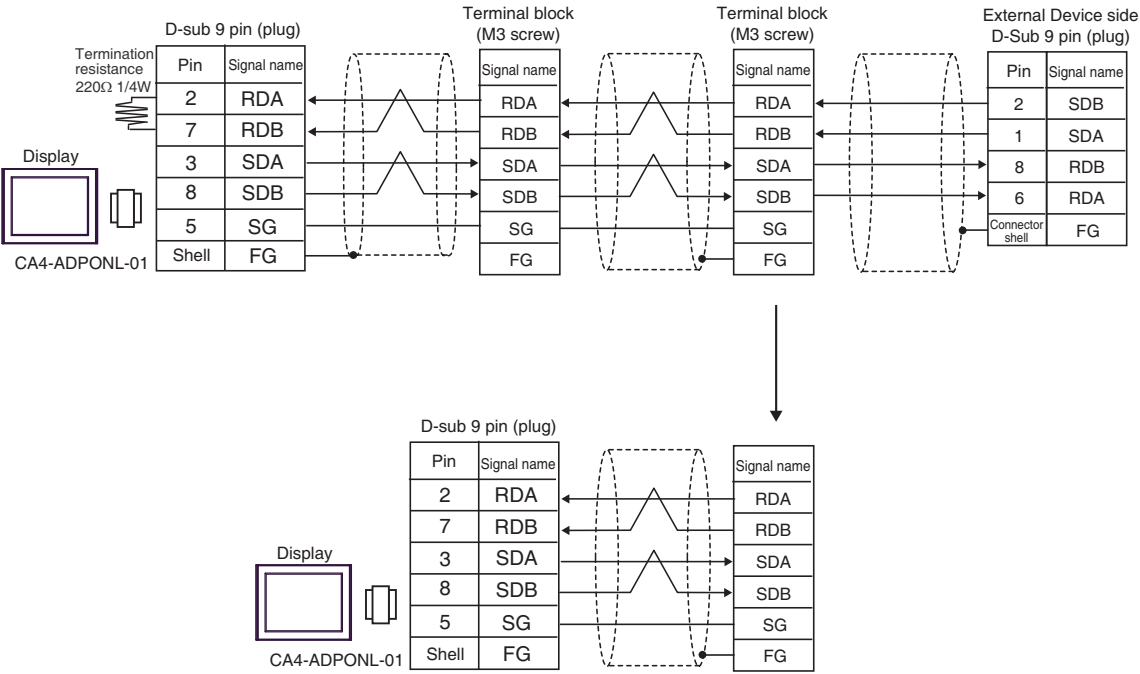 D-sub 9 pin (plug)
Terminal block
(M3 screw)
Terminal block
(M3 screw)
External Device side
D-Sub 9 pin (plug)
Termination
resistance
220Ω 1/4W
Pin Signal name
2 RDA
7 RDB
3 SDA
8 SDB
5 SG
Shell FG
Display
CA4-ADPONL-01
Signal name
RDA
RDB
SDA
SDB
SG
FG
Signal name
RDA
RDB
SDA
SDB
SG
FG
Pin Signal name
2 SDB
1 SDA
8 RDB
6 RDA
Connector
shell
FG
D-sub 9 pin (plug)
Pin Signal name
2 RDA
7 RDB
3 SDA
8 SDB
5 SG
Shell FG
Display
CA4-ADPONL-01
Signal name
RDA
RDB
SDA
SDB
SG
FG